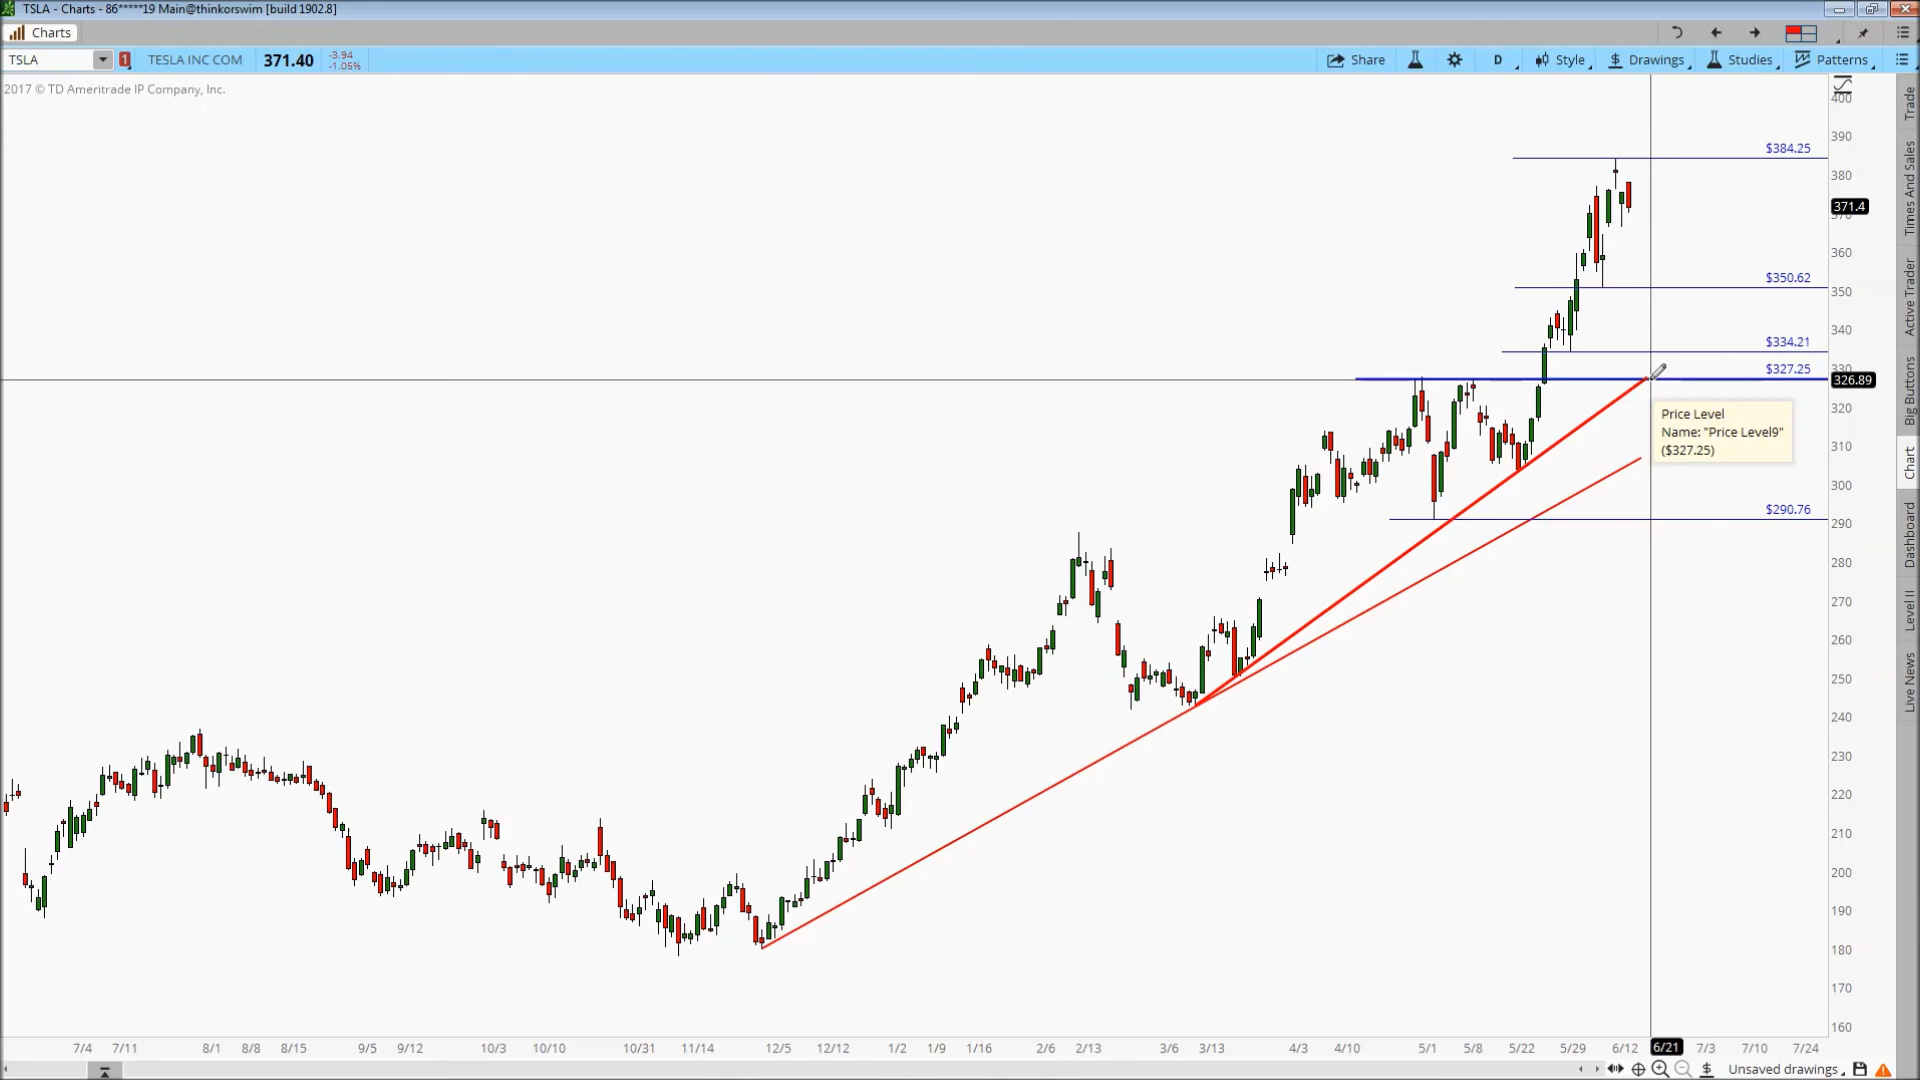 TSLA - Charts - 86*****19 Main@thinkorswim [build 1902.8]
Charts
TSLA
1
TESLA INC COM
371.40
-3.94
-1.05%
Share
D
Style
Drawings
Studies
Patterns
2017 © TD Ameritrade IP Company, Inc.
400
390
380
371.4
370
360
350
340
330
326.89
320
310
300
290
280
270
260
250
240
230
220
210
200
190
180
170
160
$384.25
$350.62
$334.21
$327.25
$290.76
Price Level
Name: "Price Level9"
($327.25)
Trade
Times And Sales
Active Trader
Big Buttons
Chart
Dashboard
Level II
Live News
7/4 7/11 8/1 8/8 8/15 9/5 9/12 10/3 10/10 10/31 11/14 12/5 12/12 1/2 1/9 1/16 2/6 2/13 3/6 3/13 4/3 4/10 5/1 5/8 5/22 5/29 6/12 6/21 7/3 7/10 7/24
$ Unsaved drawings